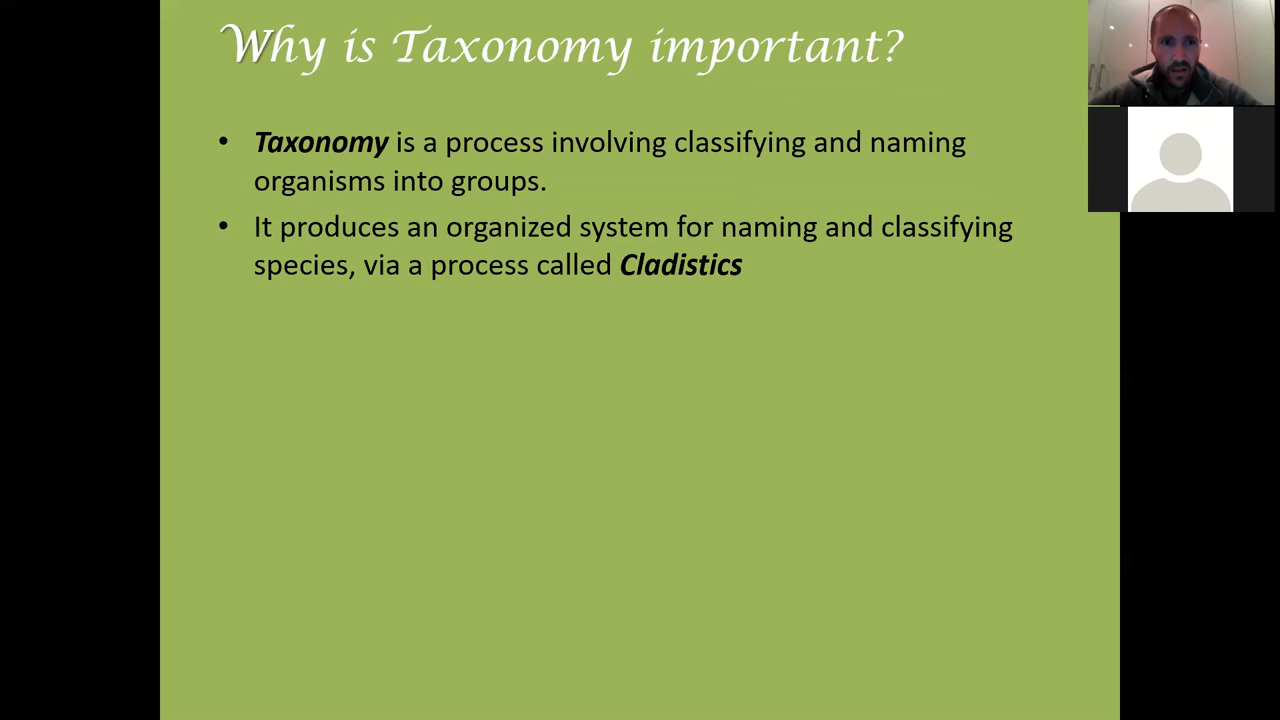 Why is Taxonomy important?
• Taxonomy is a process involving classifying and naming
organisms into groups.
• It produces an organized system for naming and classifying
species, via a process called Cladistics